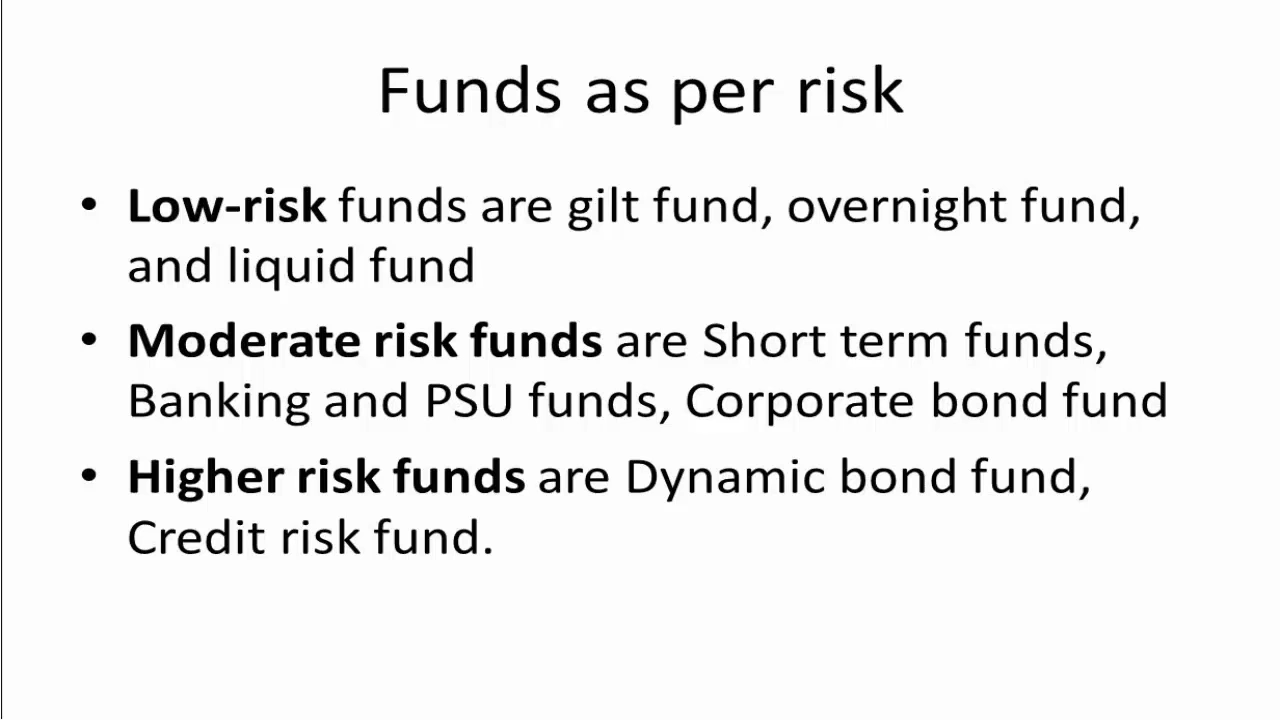 Funds as per risk
• Low-risk funds are gilt fund, overnight fund,
and liquid fund
• Moderate risk funds are Short term funds,
Banking and PSU funds, Corporate bond fund
• Higher risk funds are Dynamic bond fund,
Credit risk fund.